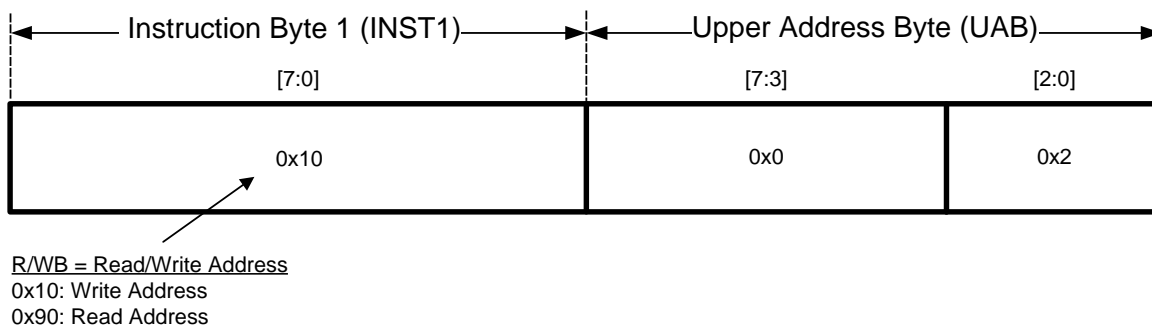 Instruction Byte 1 (INST1) Upper Address Byte (UAB)
[7:0] [7:3] [2:0]
0x10 0x0 0x2
R/WB = Read/Write Address
0x10: Write Address
0x90: Read Address